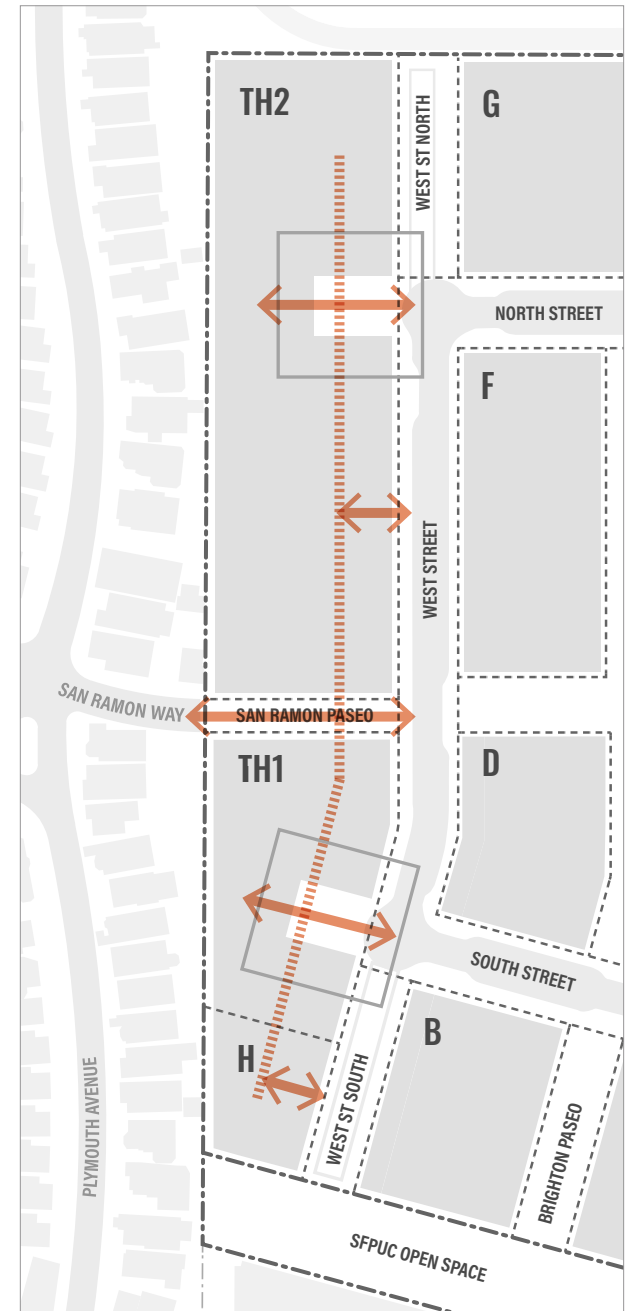 TH2
G
WEST ST NORTH
NORTH STREET
F
WEST STREET
SAN RAMON WAY
SAN RAMON PASEO
TH1
D
SOUTH STREET
B
H
WEST ST SOUTH
PLYMOUTH AVENUE
BRIGHTON PASEO
SFPUC OPEN SPACE